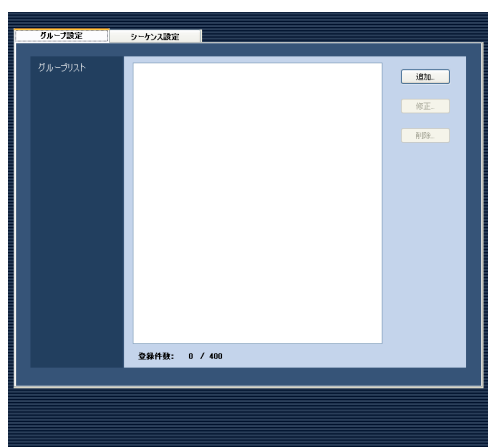 グループ設定
シーケンス設定
グループリスト
追加...
修正...
削除...
登録件数: 0 / 400